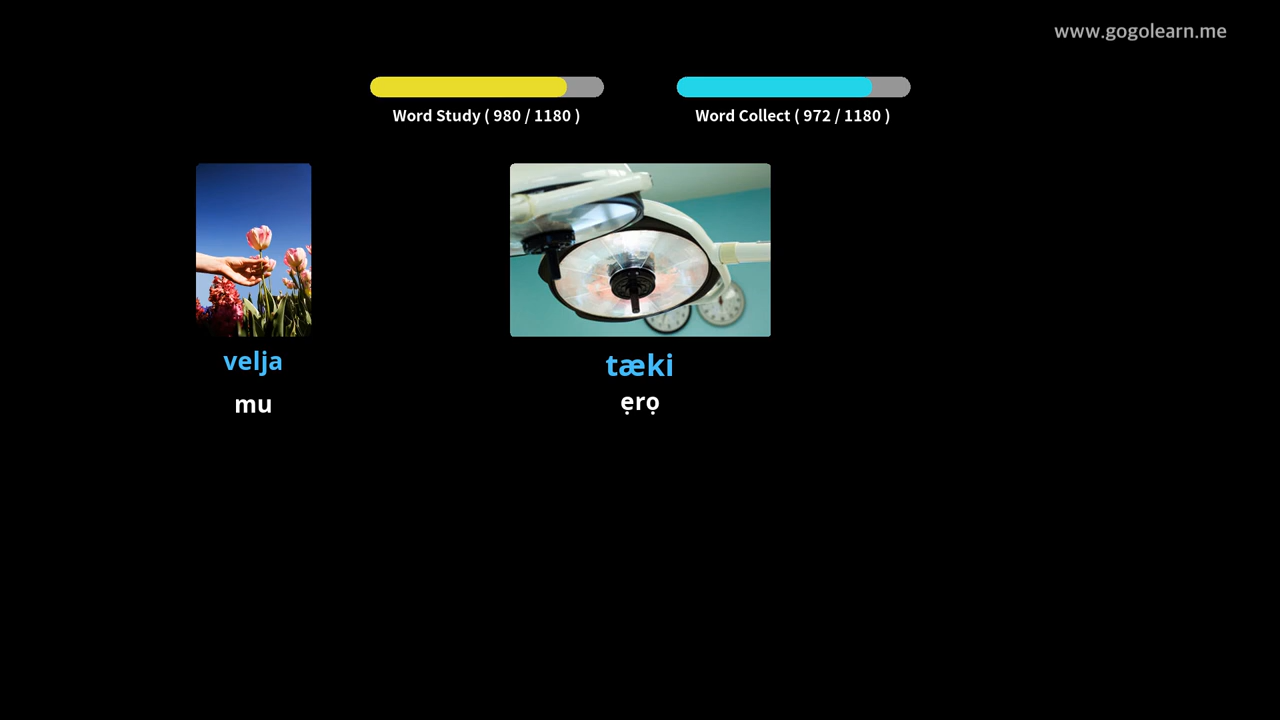 www.gogolearn.me
Word Study ( 980 / 1180 )
Word Collect ( 972 / 1180 )
velja
mu
tæki
ẹrọ